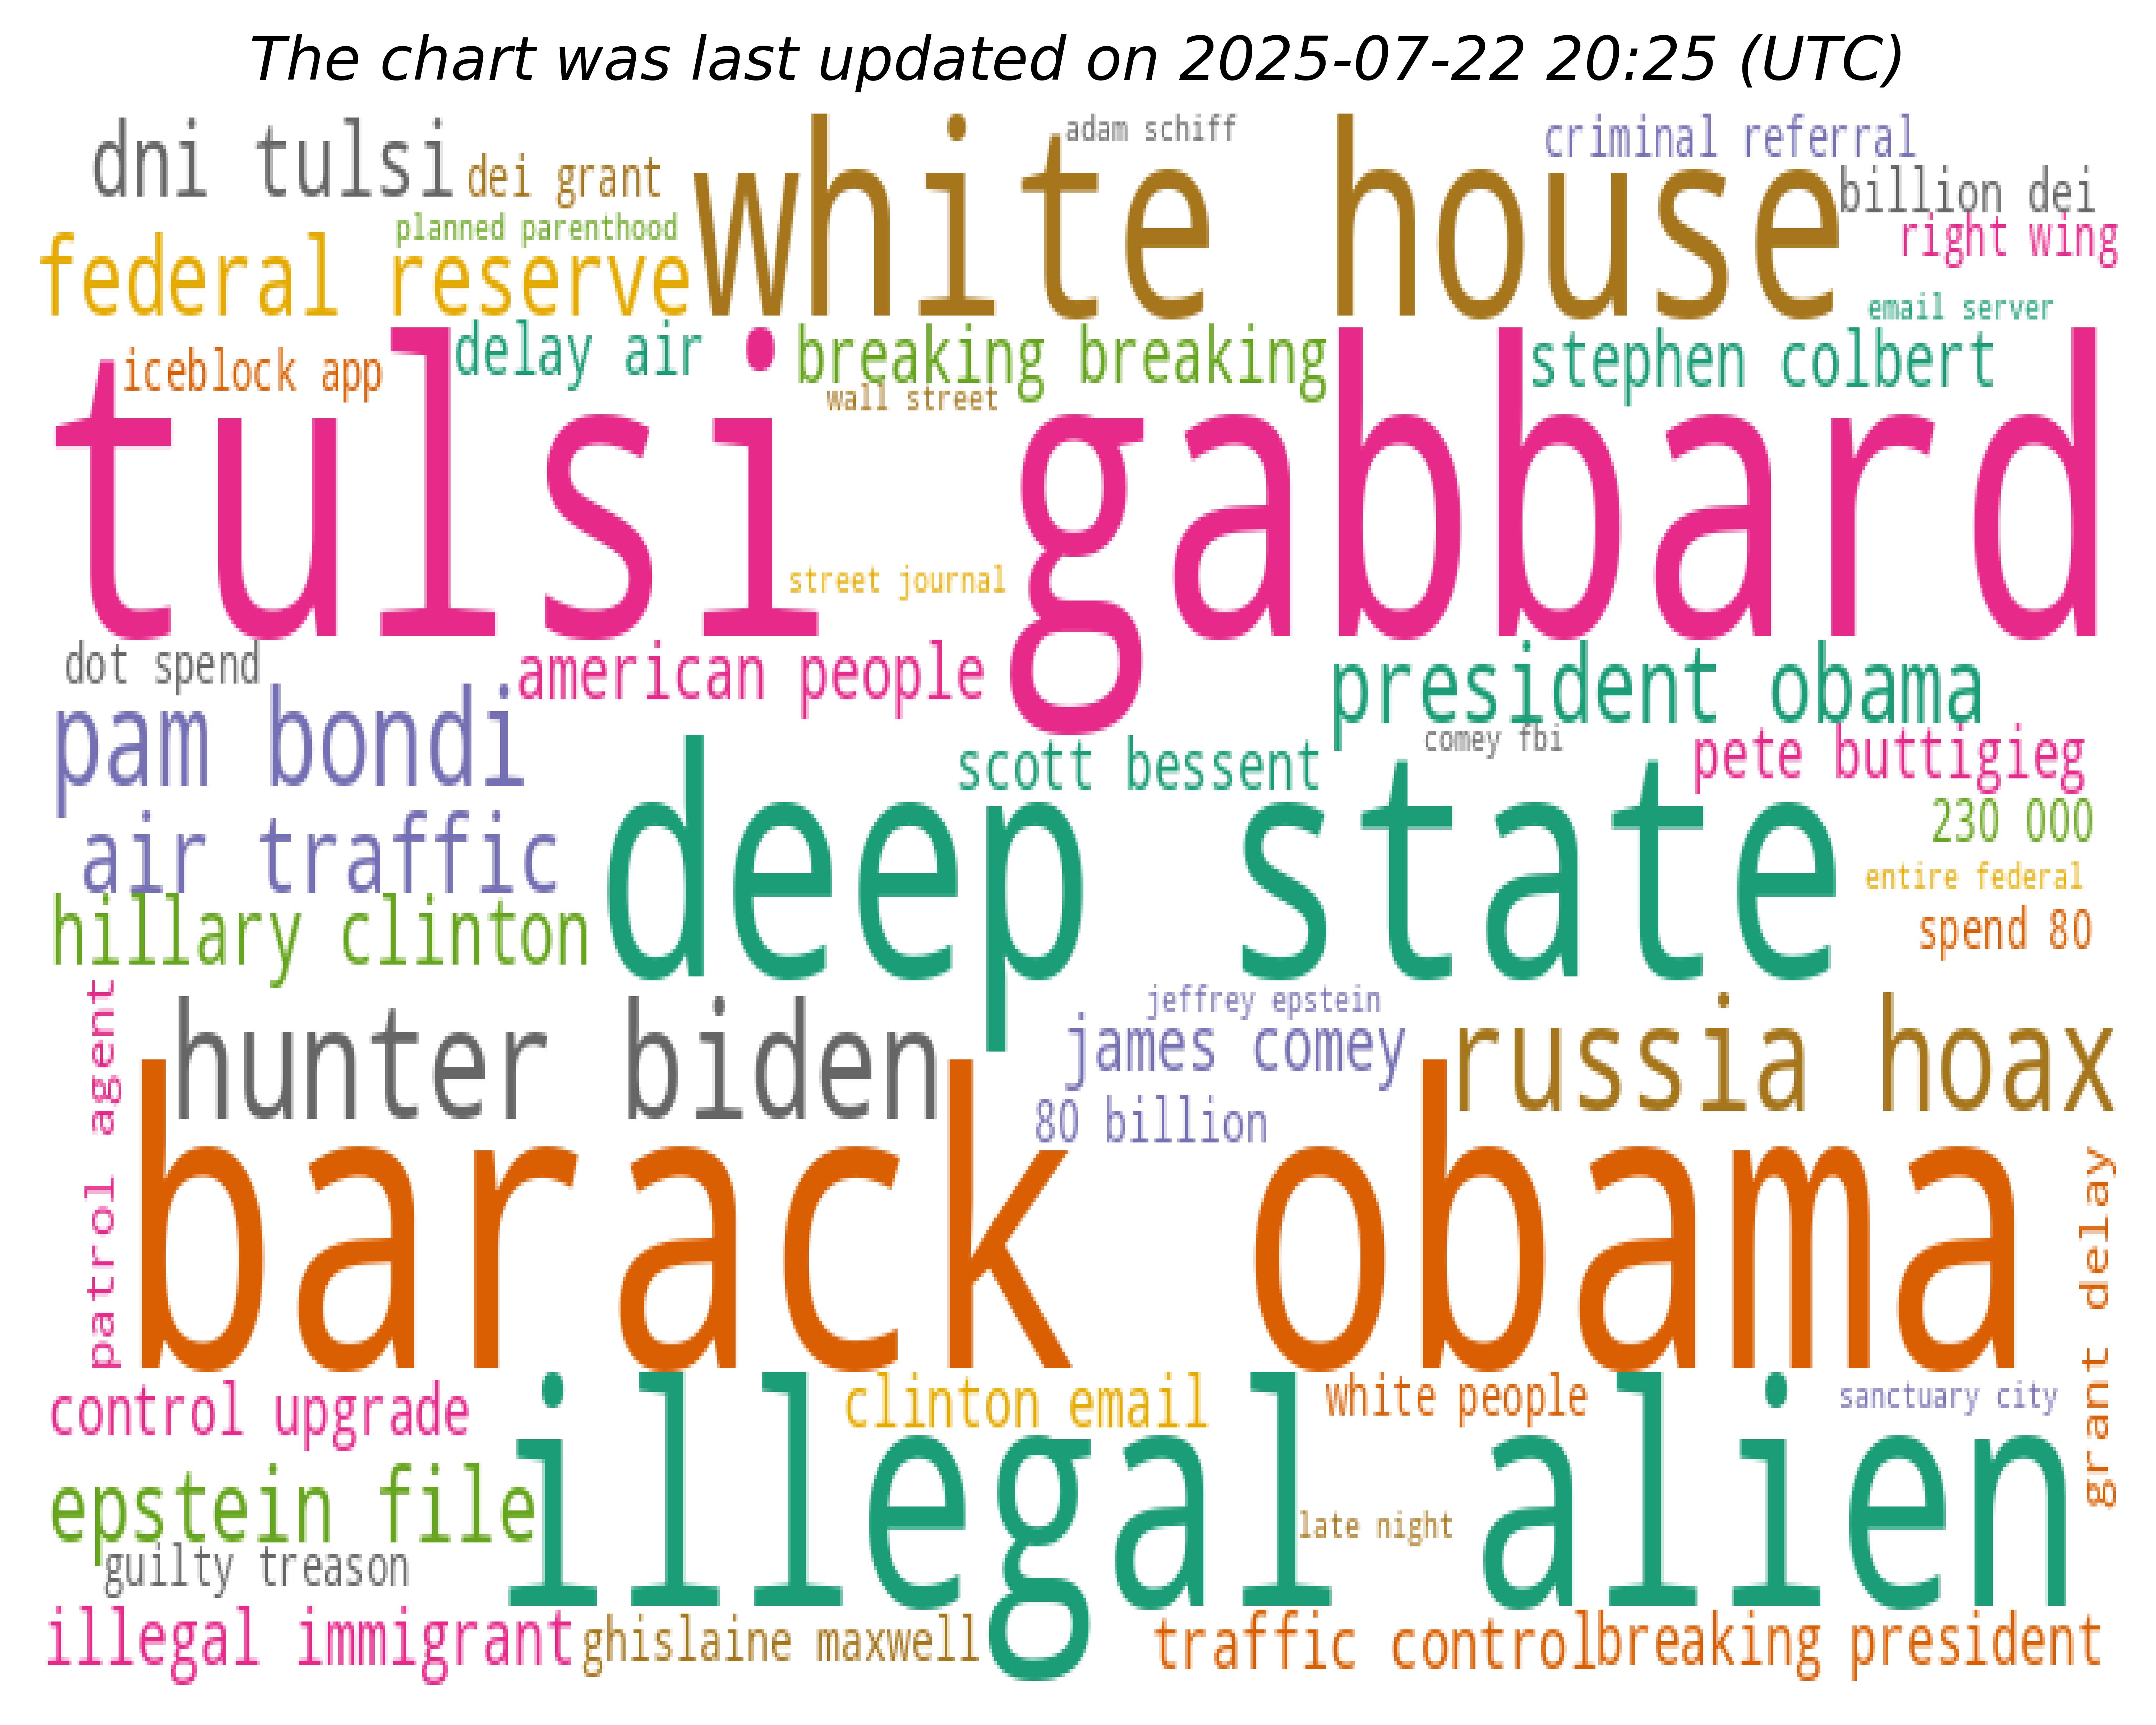 The chart was last updated on 2025-07-22 20:25 (UTC)
adam schiff
criminal referral
dni tulsi
dei grant
white house
billion dei
planned parenthood
right wing
federal reserve
email server
delay air
breaking breaking
stephen colbert
iceblock app
wall street
tulsi gabbard
street journal
dot spend
american people
president obama
pam bondi
comey fbi
scott bessent
pete buttigieg
230 000
air traffic
deep state
entire federal
hillary clinton
spend 80
patrol agent
jeffrey epstein
hunter biden
james comey
russia hoax
80 billion
barack obama
grant delay
control upgrade
clinton email
white people
sanctuary city
epstein file
illegal alien
late night
guilty treason
illegal immigrant
ghislaine maxwell
traffic control
breaking president